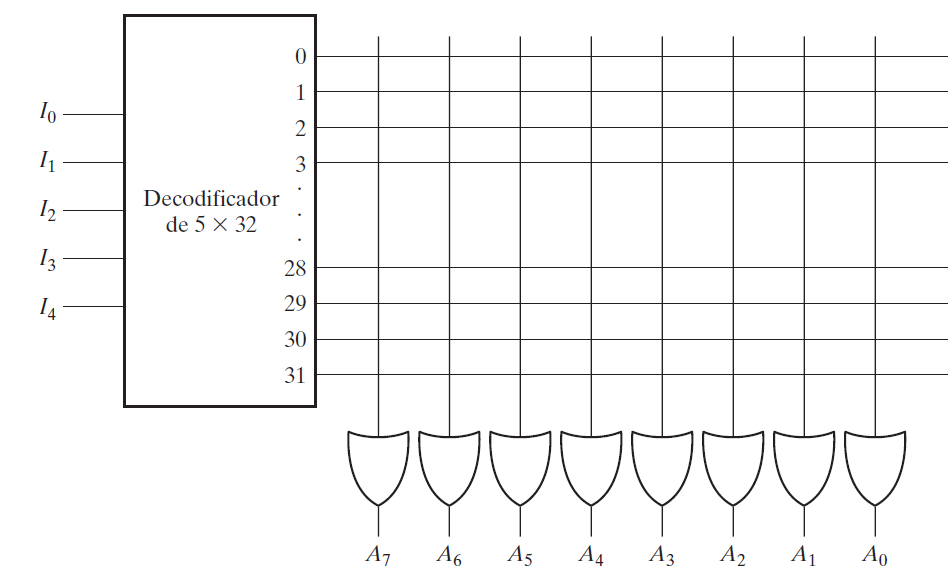 0
1
I₀
2
I₁
3
.
I₂
Decodificador
.
de 5 × 32
.
I₃
28
I₄
29
30
31
A₇ A₆ A₅ A₄ A₃ A₂ A₁ A₀